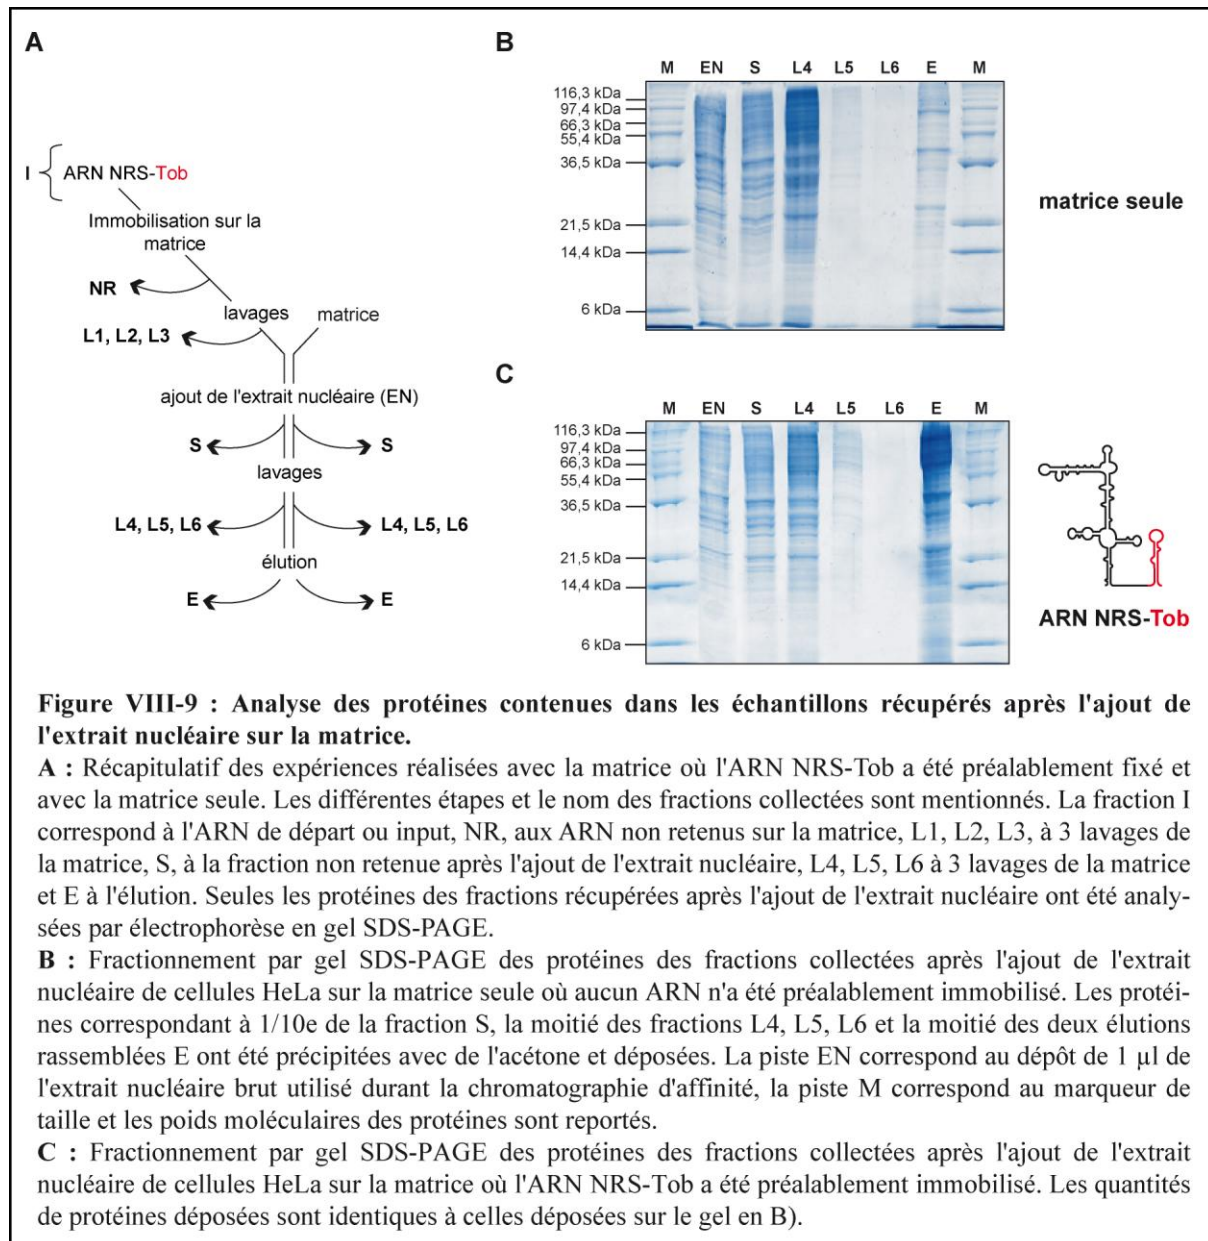 A
I
ARN NRS-Tob
Immobilisation sur la
matrice
NR
lavages
matrice
L1, L2, L3
ajout de l'extrait nucléaire (EN)
S
S
lavages
L4, L5, L6
L4, L5, L6
élution
E
E
B
M EN S L4 L5 L6 E M
116,3 kDa
97,4 kDa
66,3 kDa
55,4 kDa
36,5 kDa
21,5 kDa
14,4 kDa
6 kDa
matrice seule
C
M EN S L4 L5 L6 E M
116,3 kDa
97,4 kDa
66,3 kDa
55,4 kDa
36,5 kDa
21,5 kDa
14,4 kDa
6 kDa
ARN NRS-Tob
Figure VIII-9 : Analyse des protéines contenues dans les échantillons récupérés après l'ajout de
l'extrait nucléaire sur la matrice.
A : Récapitulatif des expériences réalisées avec la matrice où l'ARN NRS-Tob a été préalablement fixé et
avec la matrice seule. Les différentes étapes et le nom des fractions collectées sont mentionnés. La fraction I
correspond à l'ARN de départ ou input, NR, aux ARN non retenus sur la matrice, L1, L2, L3, à 3 lavages de
la matrice, S, à la fraction non retenue après l'ajout de l'extrait nucléaire, L4, L5, L6 à 3 lavages de la matrice
et E à l'élution. Seules les protéines des fractions récupérées après l'ajout de l'extrait nucléaire ont été analy-
sées par électrophorèse en gel SDS-PAGE.
B : Fractionnement par gel SDS-PAGE des protéines des fractions collectées après l'ajout de l'extrait
nucléaire de cellules HeLa sur la matrice seule où aucun ARN n'a été préalablement immobilisé. Les protéi-
nes correspondant à 1/10e de la fraction S, la moitié des fractions L4, L5, L6 et la moitié des deux élutions
rassemblées E ont été précipitées avec de l'acétone et déposées. La piste EN correspond au dépôt de 1 µl de
l'extrait nucléaire brut utilisé durant la chromatographie d'affinité, la piste M correspond au marqueur de
taille et les poids moléculaires des protéines sont reportés.
C : Fractionnement par gel SDS-PAGE des protéines des fractions collectées après l'ajout de l'extrait
nucléaire de cellules HeLa sur la matrice où l'ARN NRS-Tob a été préalablement immobilisé. Les quantités
de protéines déposées sont identiques à celles déposées sur le gel en B).